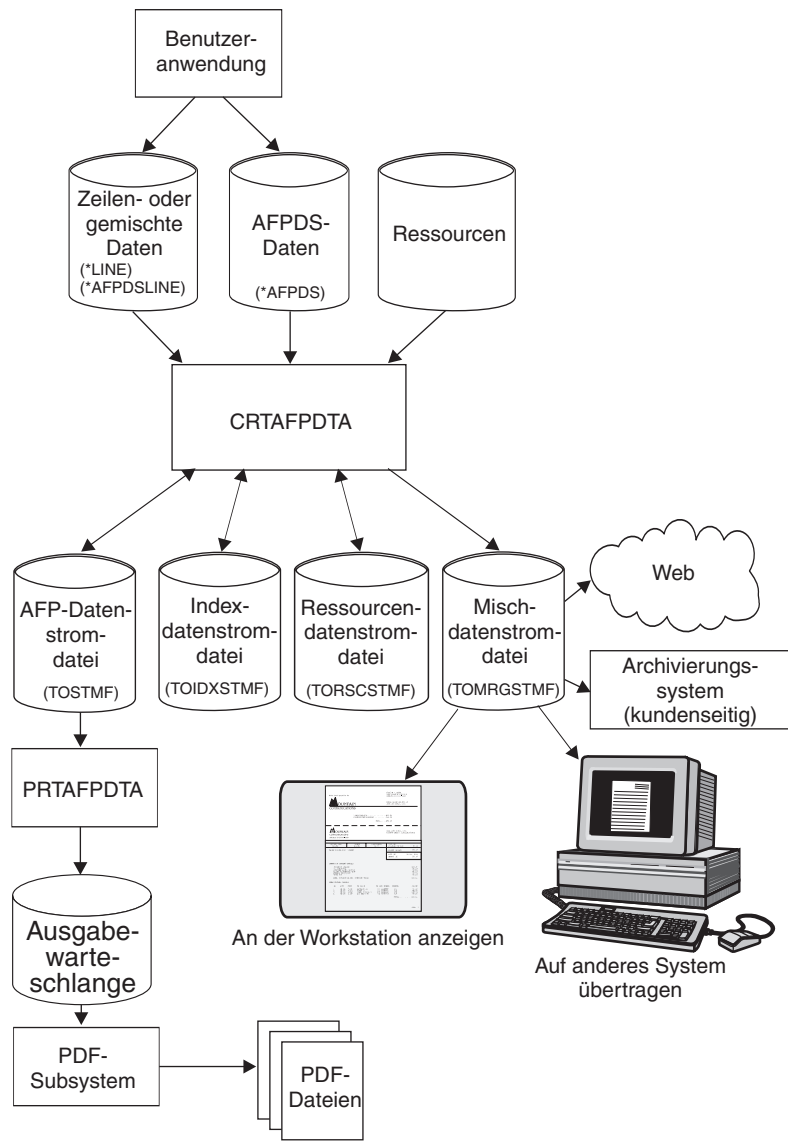 Benutzer-
anwendung
Zeilen- oder
gemischte
Daten
(*LINE)
(*AFPDSLINE)
AFPDS-
Daten
(*AFPDS)
Ressourcen
CRTAFPDTA
AFP-Daten-
strom-
datei
(TOSTMF)
Index-
datenstrom-
datei
(TOIDXSTMF)
Ressourcen-
datenstrom-
datei
(TORSCSTMF)
Misch-
datenstrom-
datei
(TOMRGSTMF)
Web
Archivierungs-
system
(kundenseitig)
PRTAFPDTA
An der Workstation anzeigen
Auf anderes System
übertragen
Ausgabe-
warte-
schlange
PDF-
Subsystem
PDF-
Dateien